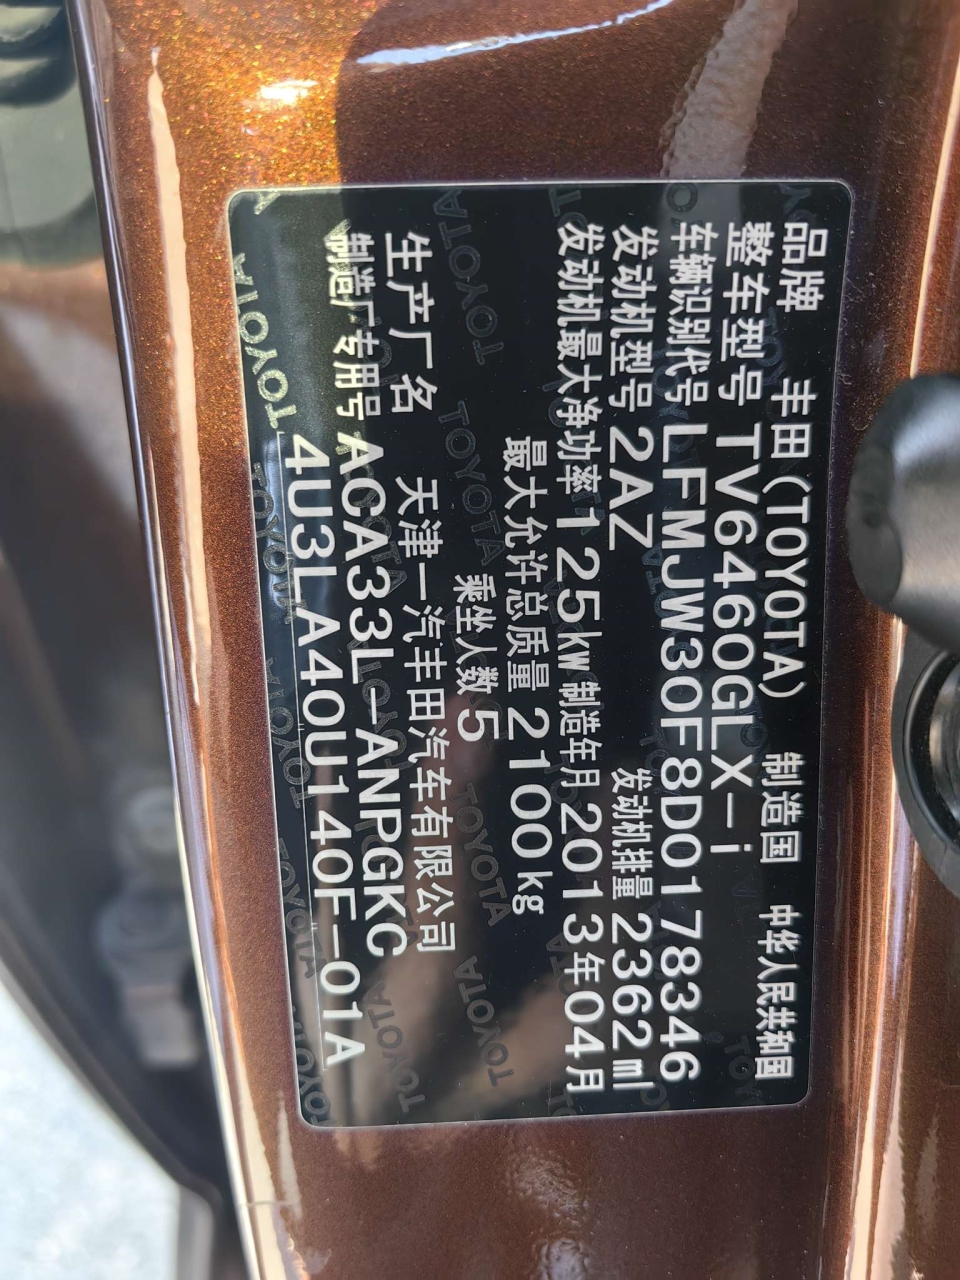 品牌 丰田(TOYOTA) 制造国 中华人民共和国
整车型号 TV6460GLX-i
车辆识别代号 LFMJW30F8D0178346
发动机型号 2AZ 发动机排量 2362ml
发动机最大净功率 125kw 制造年月 2013年04月
最大允许总质量 2100kg
乘坐人数 5
生产厂名 天津一汽丰田汽车有限公司
制造厂专用号 ACA33L-ANPGKC
4U3LA40U140F-01A